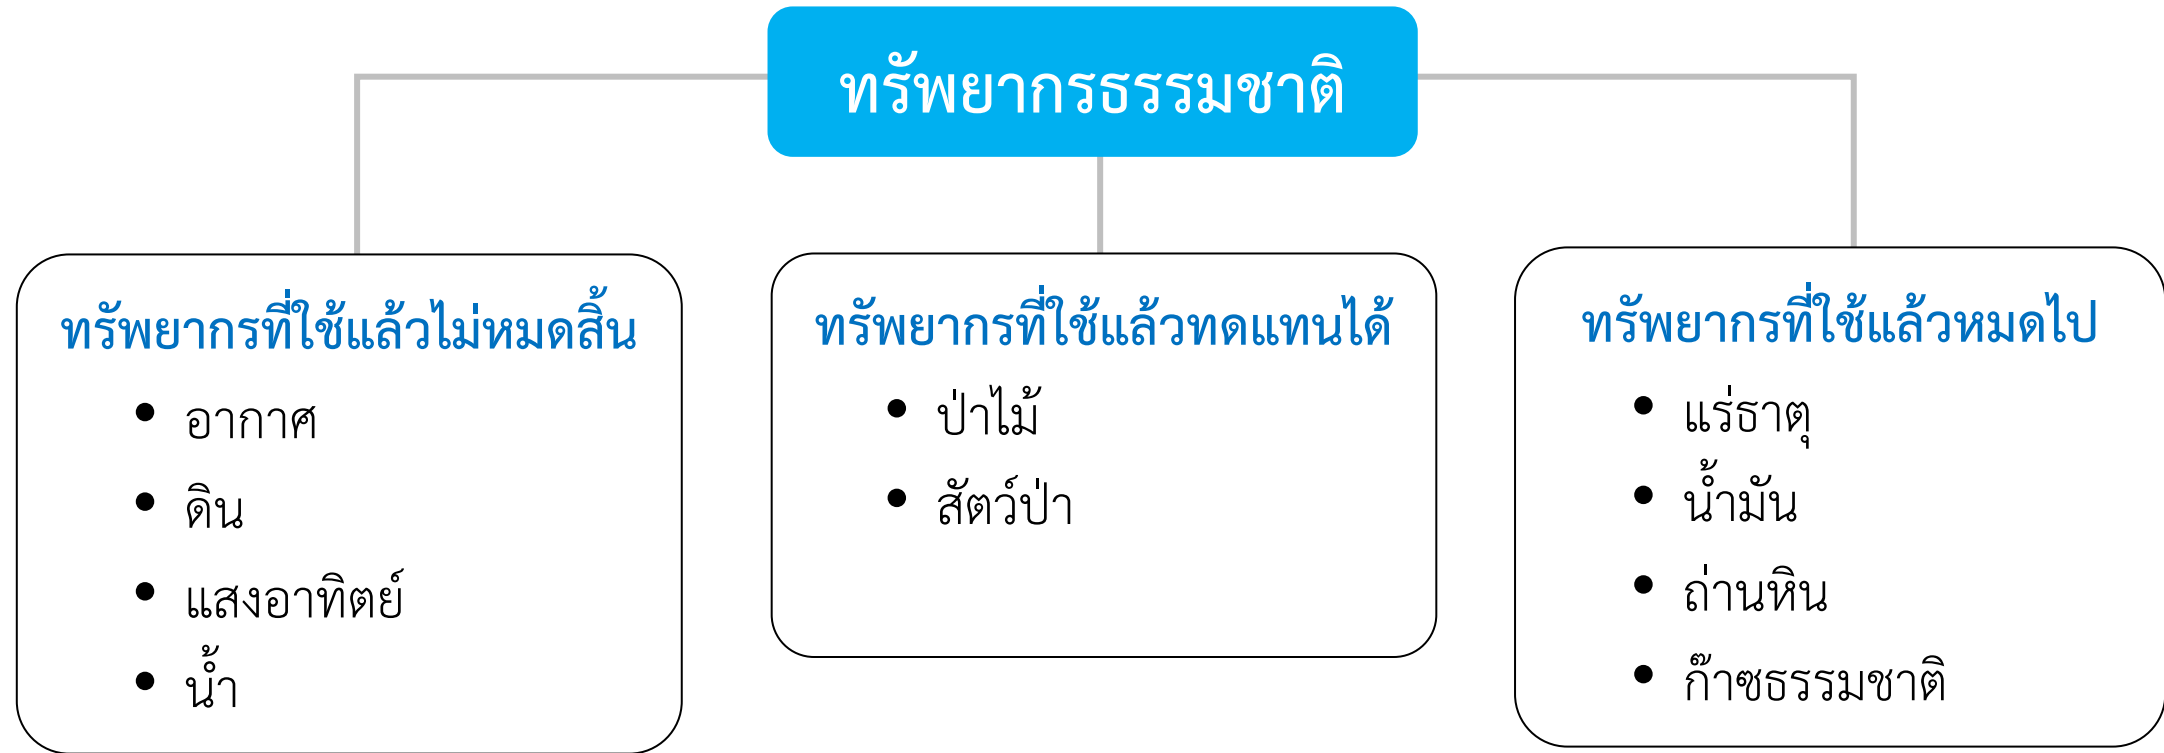 ทรัพยากรธรรมชาติ
ทรัพยากรที่ใช้แล้วไม่หมดสิ้น
• อากาศ
• ดิน
• แสงอาทิตย์
• น้ำ
ทรัพยากรที่ใช้แล้วทดแทนได้
• ป่าไม้
• สัตว์ป่า
ทรัพยากรที่ใช้แล้วหมดไป
• แร่ธาตุ
• น้ำมัน
• ถ่านหิน
• ก๊าซธรรมชาติ